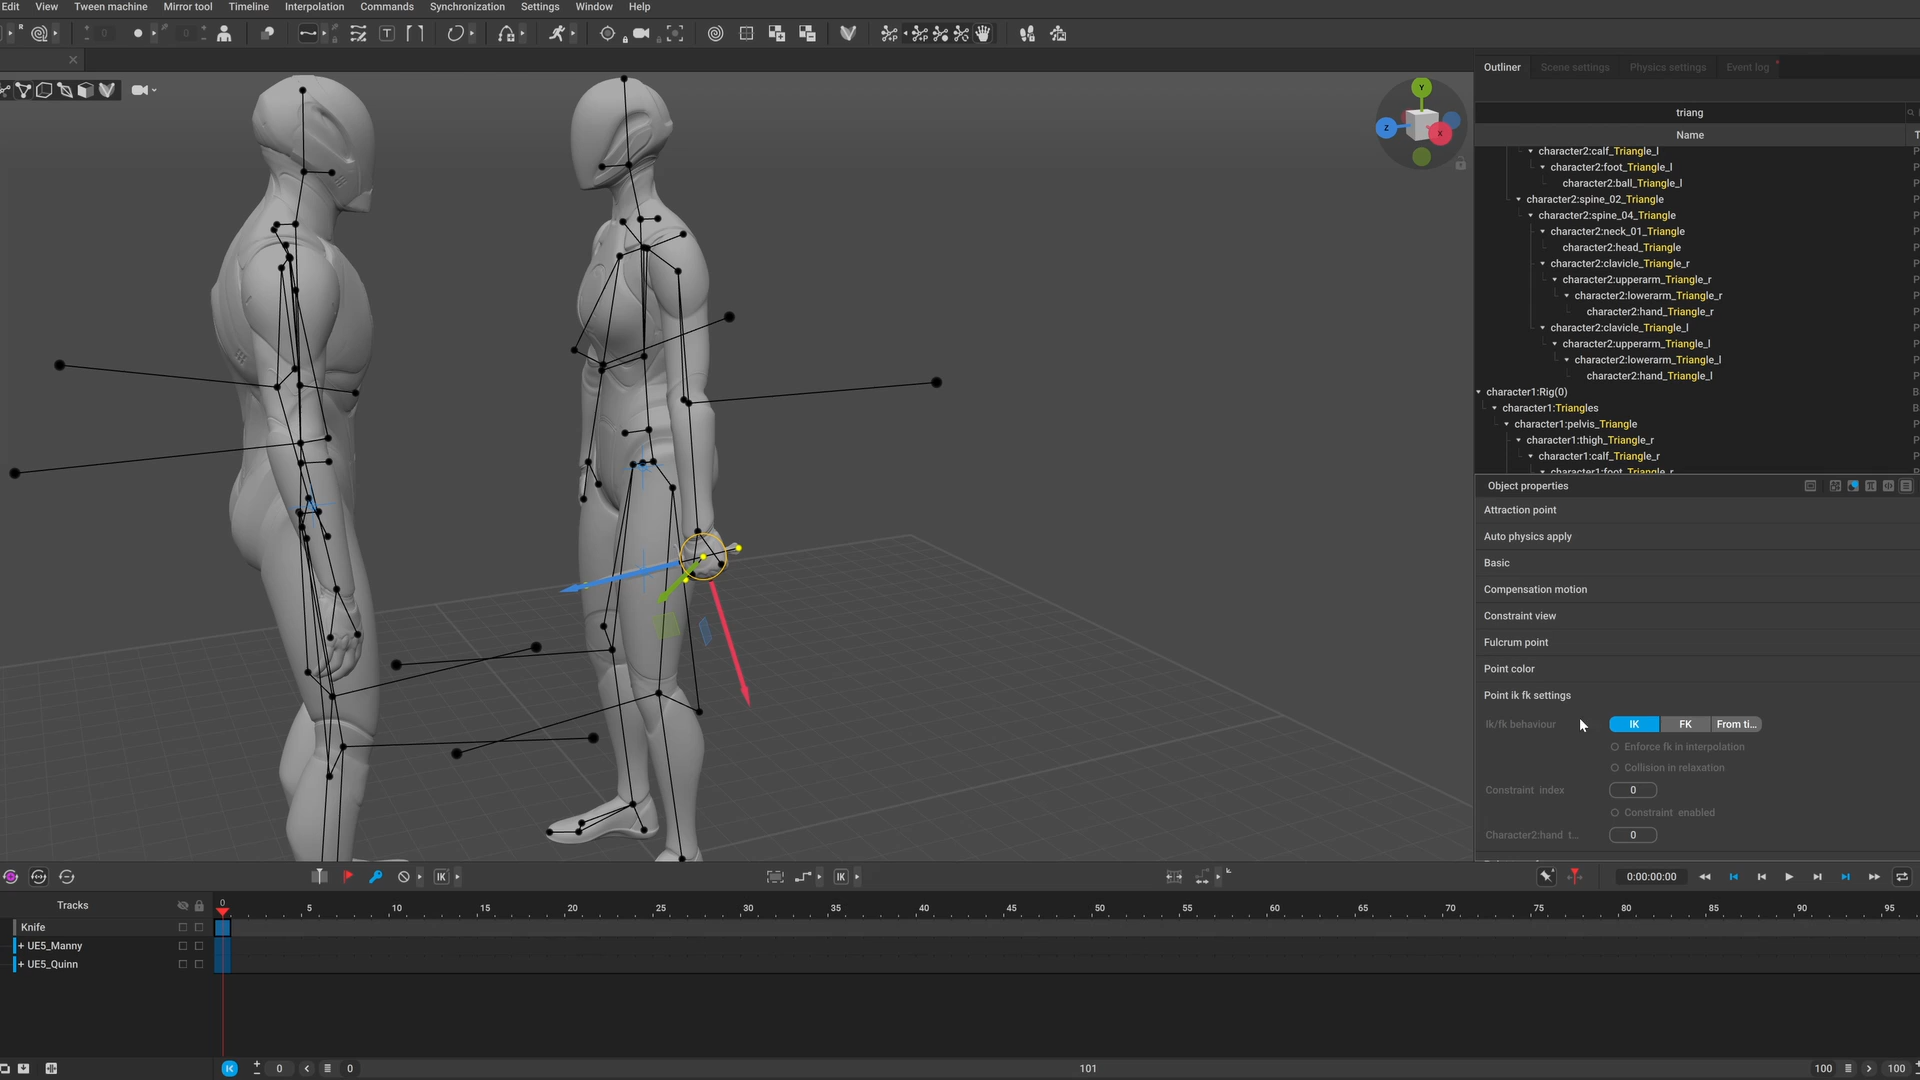 Edit View Tween machine Mirror tool Timeline Interpolation Commands Synchronization Settings Window Help
Outliner Scene settings Physics settings Event log
Y
Z
X
triang
Name
character2:calf_Triangle_l
character2:foot_Triangle_l
character2:ball_Triangle_l
character2:spine_02_Triangle
character2:spine_04_Triangle
character2:neck_01_Triangle
character2:head_Triangle
character2:clavicle_Triangle_r
character2:upperarm_Triangle_r
character2:lowerarm_Triangle_r
character2:hand_Triangle_r
character2:clavicle_Triangle_l
character2:upperarm_Triangle_l
character2:lowerarm_Triangle_l
character2:hand_Triangle_l
character1:Rig(0)
character1:Triangles
character1:pelvis_Triangle
character1:thigh_Triangle_r
character1:calf_Triangle_r
character1:foot_Triangle_r
Object properties
Attraction point
Auto physics apply
Basic
Compensation motion
Constraint view
Fulcrum point
Point color
Point ik fk settings
Ik/fk behaviour IK FK From ti...
Enforce fk in interpolation
Collision in relaxation
Constraint index 0
Constraint enabled
Character2:hand t... 0
IK IK 0:00:00:00
Tracks 0 5 10 15 20 25 30 35 40 45 50 55 60 65 70 75 80 85 90 95
Knife
+ UE5_Manny
+ UE5_Quinn
0 0 101 100 100